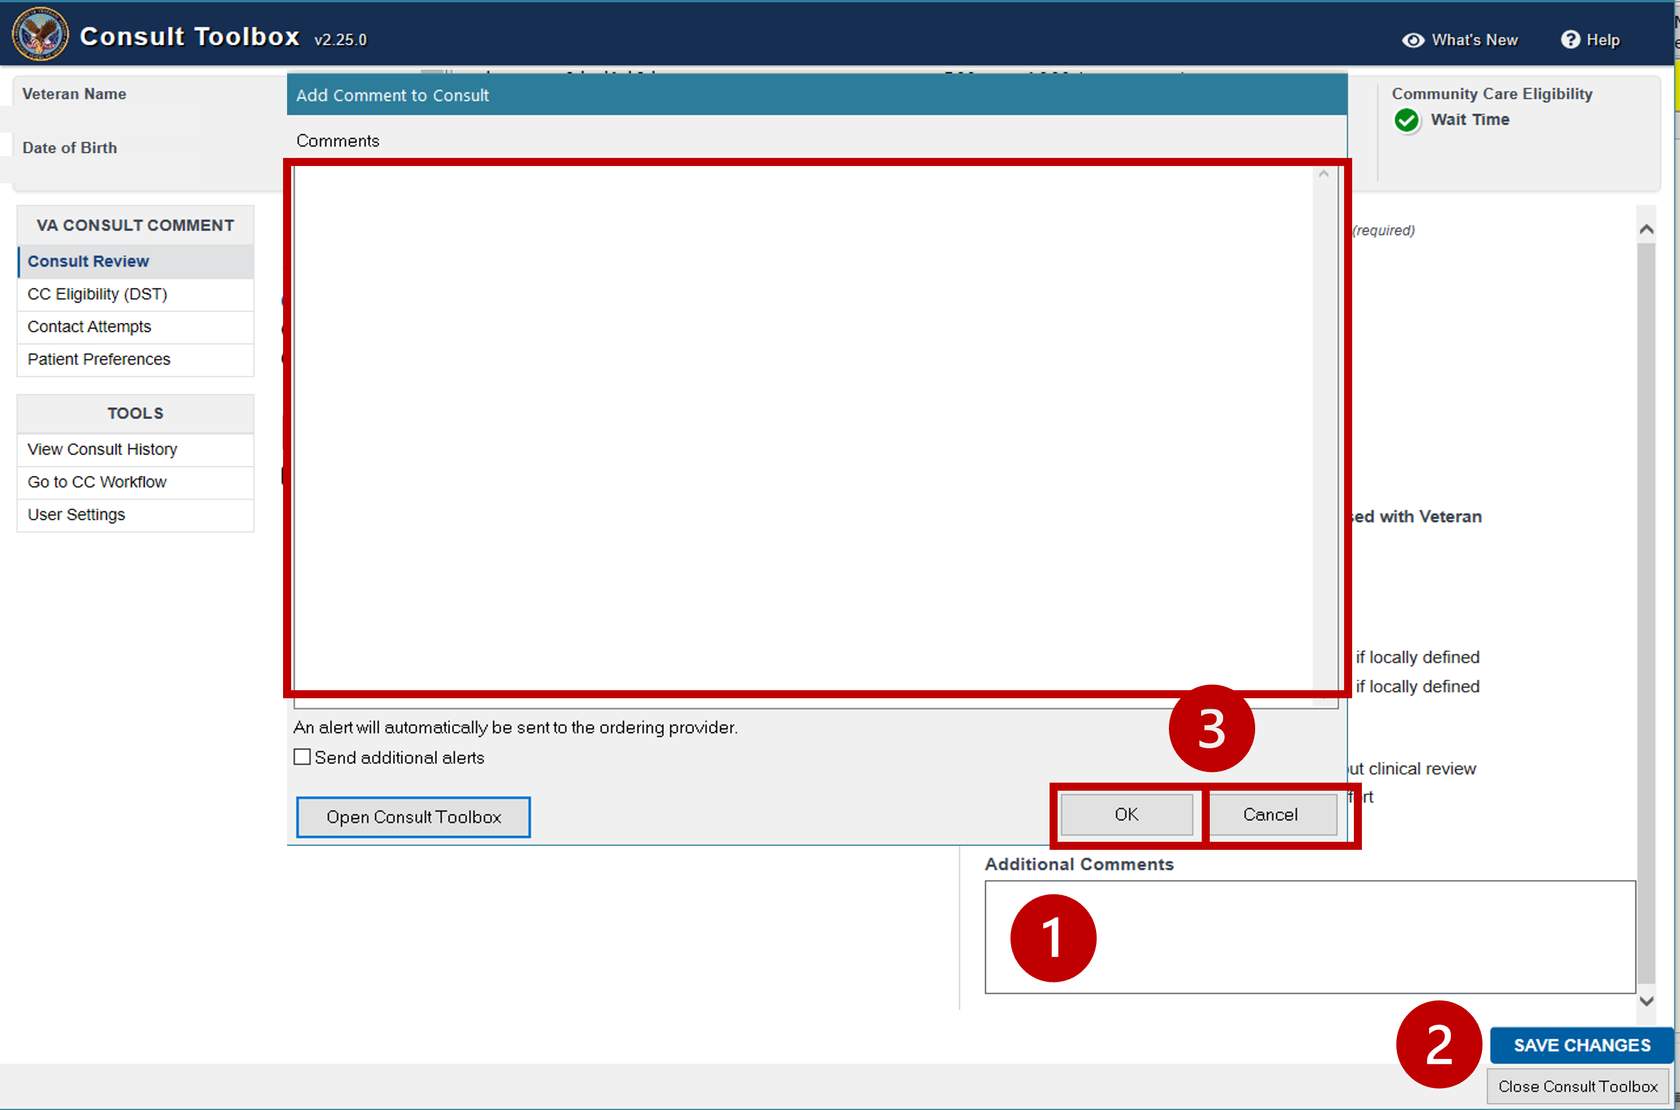 Consult Toolbox v2.25.0
What's New
Help
Veteran Name
Date of Birth
Community Care Eligibility
Wait Time
Add Comment to Consult
Comments
VA CONSULT COMMENT
Consult Review
CC Eligibility (DST)
Contact Attempts
Patient Preferences
TOOLS
View Consult History
Go to CC Workflow
User Settings
(required)
with Veteran
if locally defined
if locally defined
clinical review
An alert will automatically be sent to the ordering provider.
Send additional alerts
3
Open Consult Toolbox
OK
Cancel
Additional Comments
1
2
SAVE CHANGES
Close Consult Toolbox